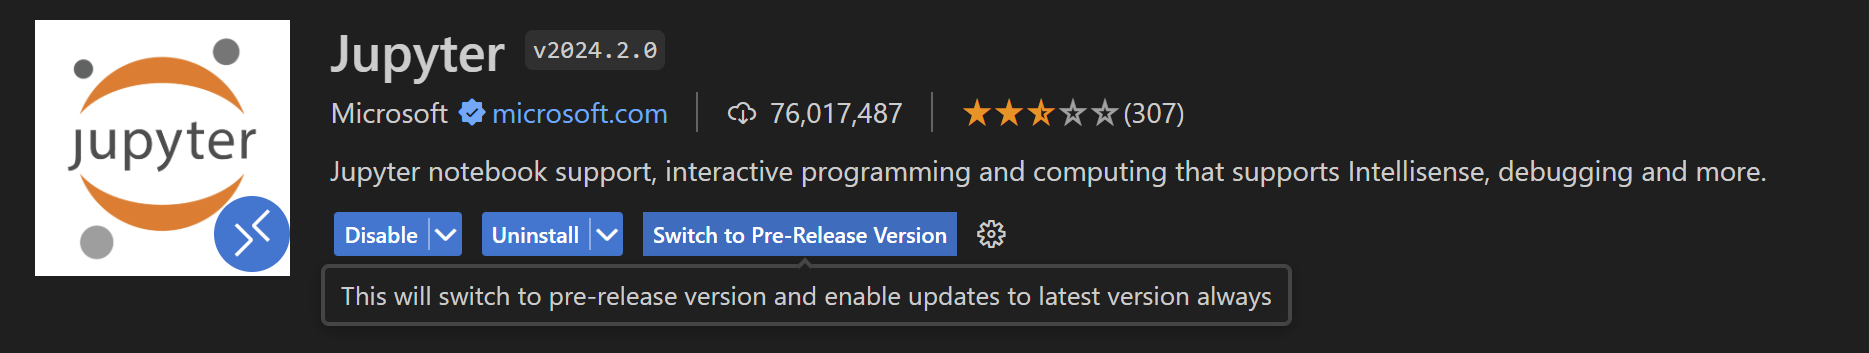 jupyter
Jupyter v2024.2.0
Microsoft microsoft.com 76,017,487 (307)
Jupyter notebook support, interactive programming and computing that supports Intellisense, debugging and more.
Disable Uninstall Switch to Pre-Release Version
This will switch to pre-release version and enable updates to latest version always